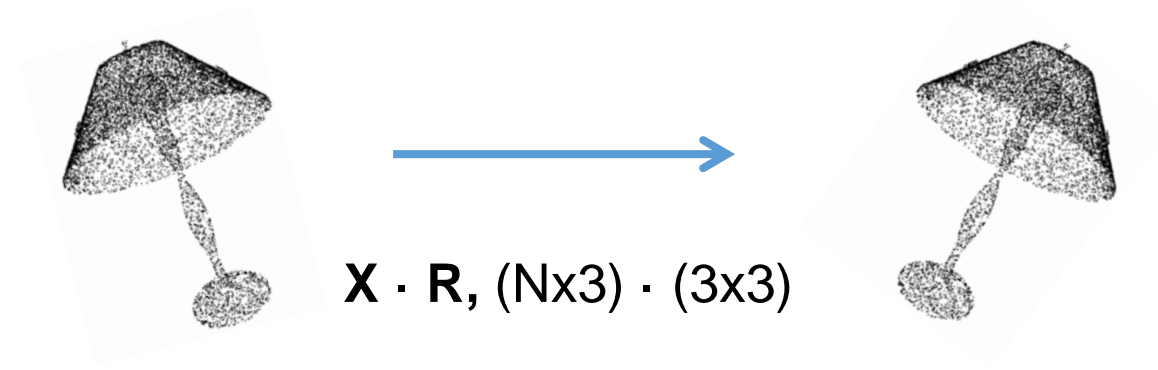 X · R, (Nx3) · (3x3)